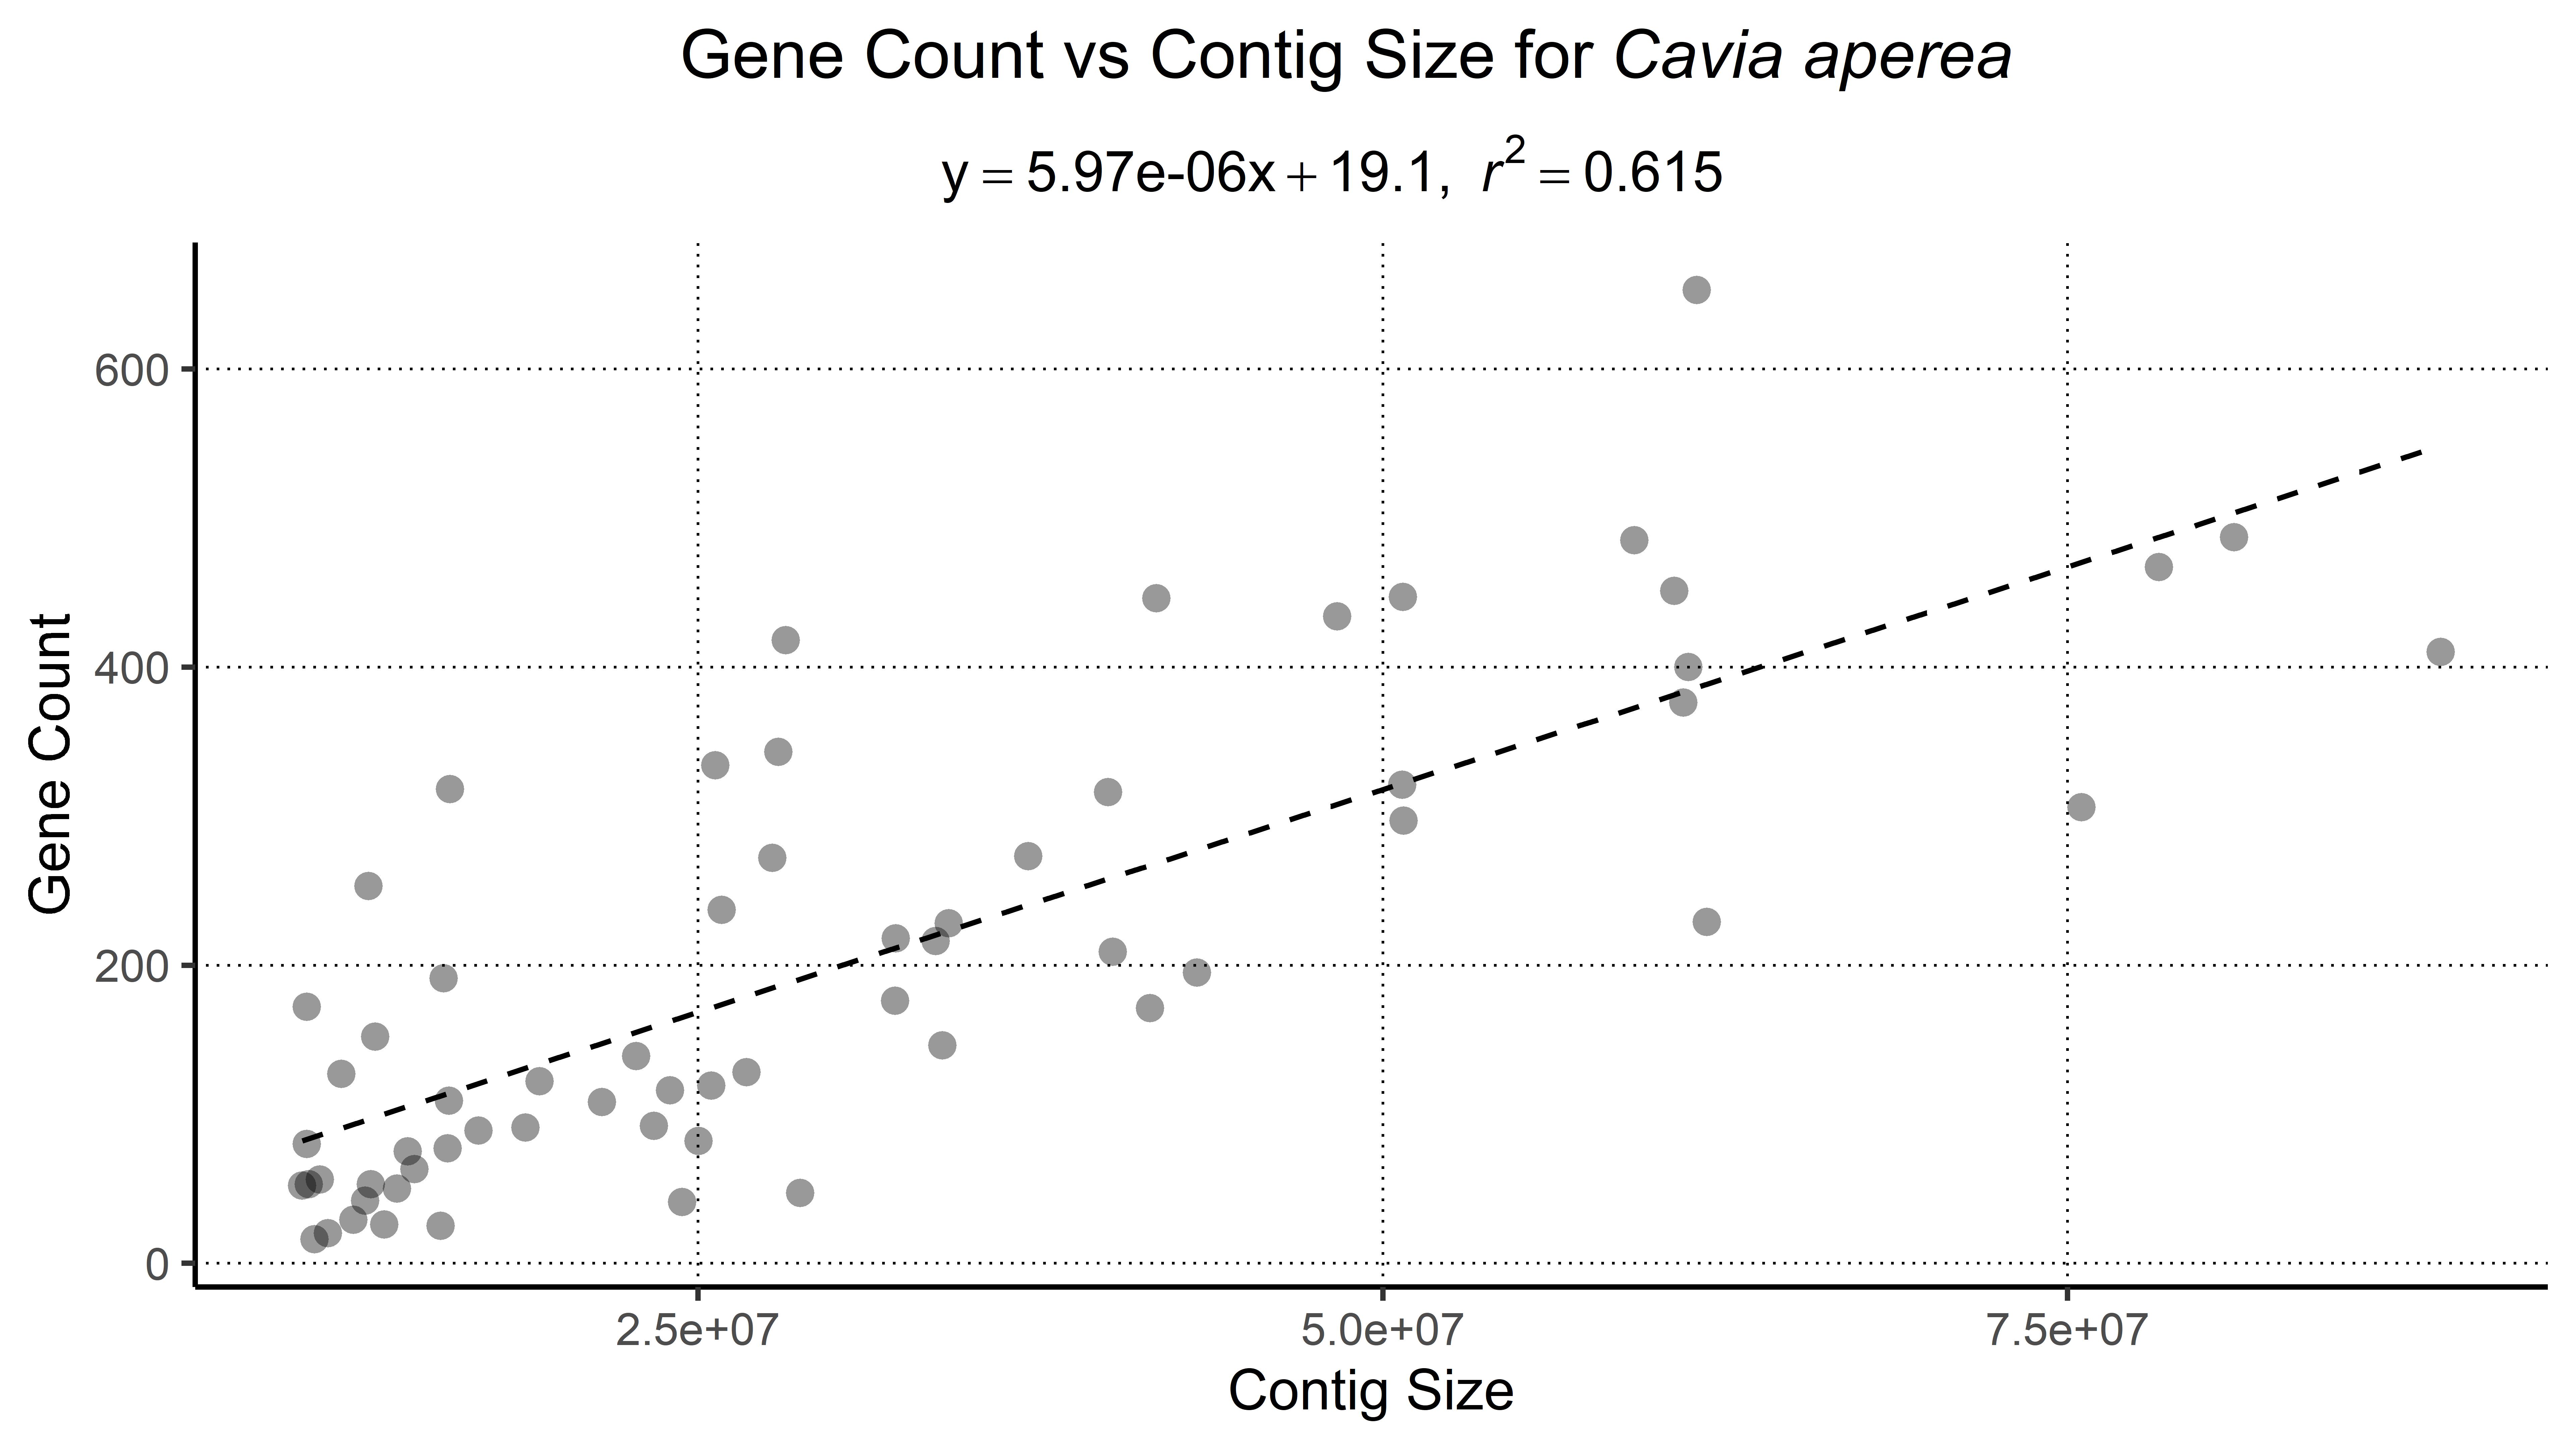 Gene Count vs Contig Size for Cavia aperea
y = 5.97e-06x + 19.1, r² = 0.615
Gene Count
600
400
200
0
2.5e+07 5.0e+07 7.5e+07
Contig Size